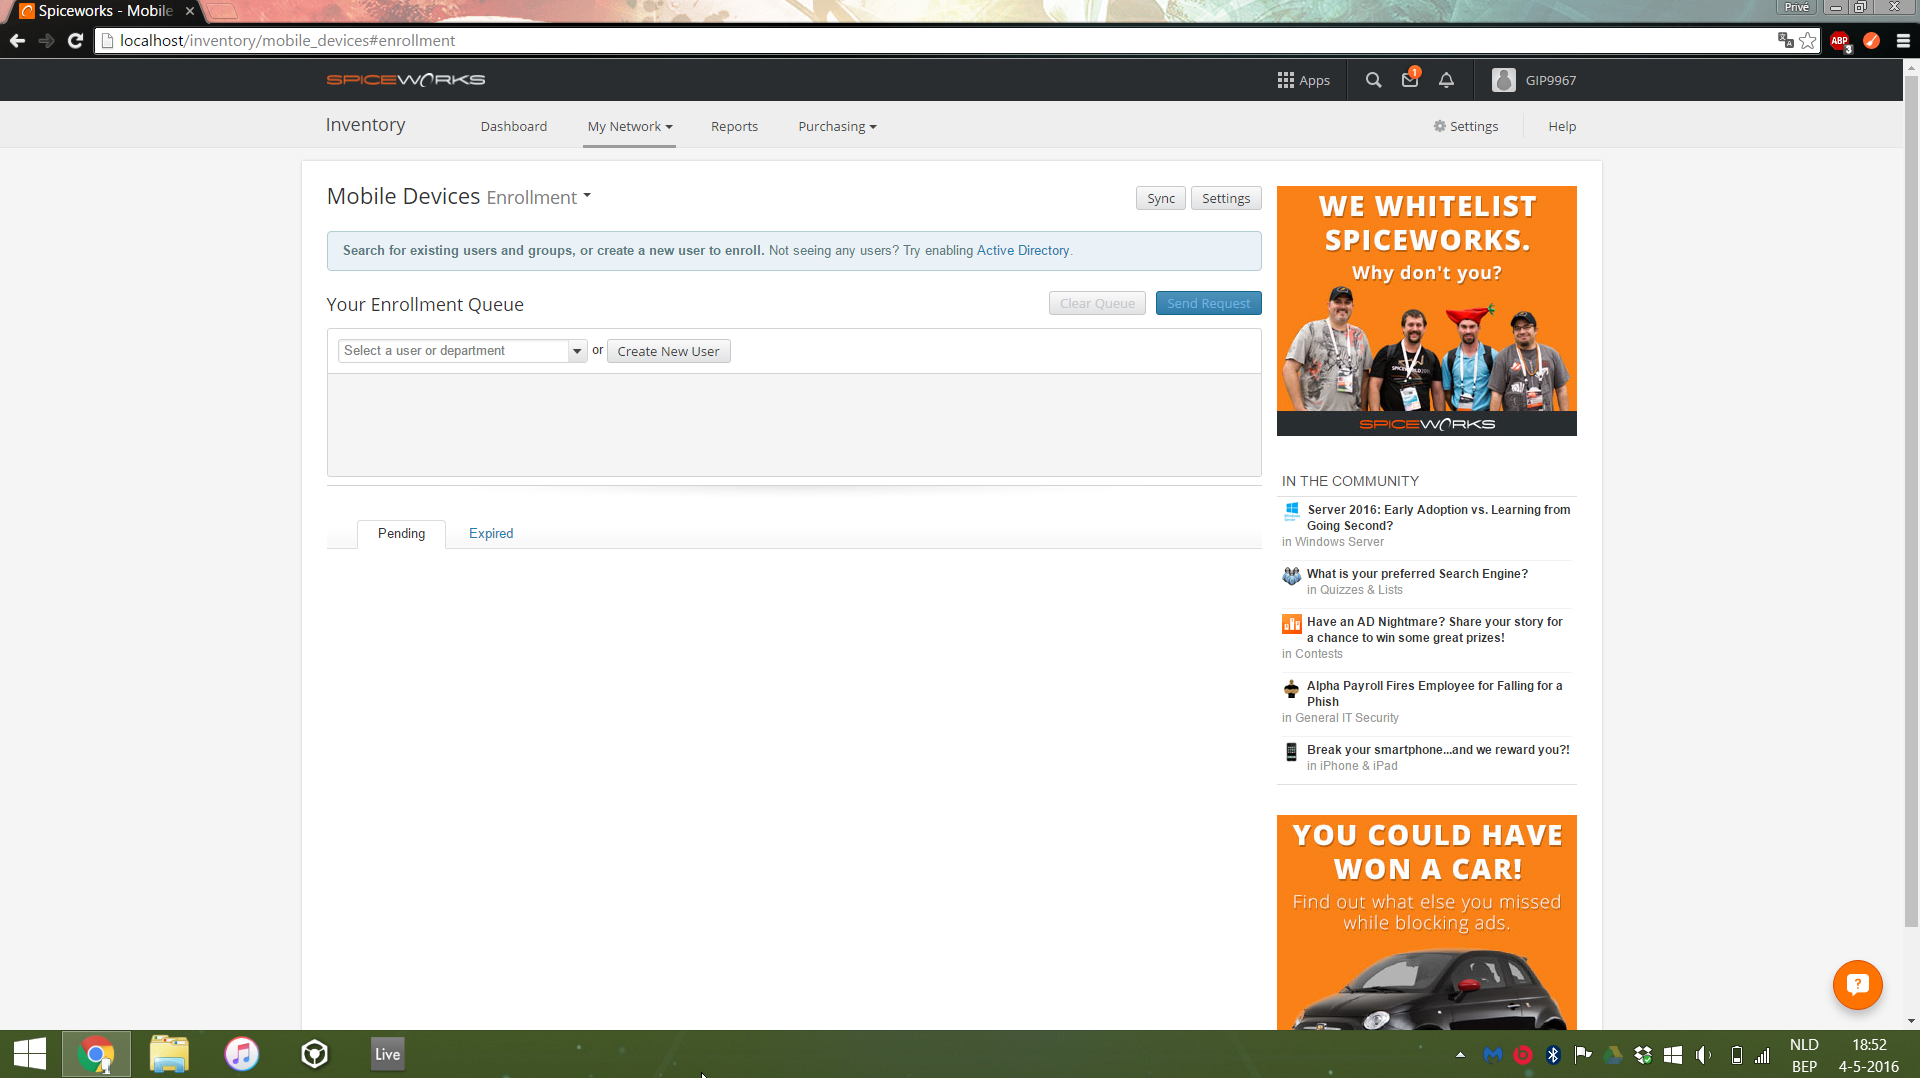 Spiceworks - Mobile
Privé
localhost/inventory/mobile_devices#enrollment
ABP
3
SPICEWORKS
Apps
1
GIP9967
Inventory
Dashboard
My Network
Reports
Purchasing
Settings
Help
Mobile Devices Enrollment
Sync
Settings
Search for existing users and groups, or create a new user to enroll. Not seeing any users? Try enabling Active Directory.
Your Enrollment Queue
Clear Queue
Send Request
Select a user or department
or
Create New User
Pending
Expired
WE WHITELIST
SPICEWORKS.
Why don't you?
SPICEWORKS
IN THE COMMUNITY
Server 2016: Early Adoption vs. Learning from
Going Second?
in Windows Server
What is your preferred Search Engine?
in Quizzes & Lists
Have an AD Nightmare? Share your story for
a chance to win some great prizes!
in Contests
Alpha Payroll Fires Employee for Falling for a
Phish
in General IT Security
Break your smartphone...and we reward you?!
in iPhone & iPad
YOU COULD HAVE
WON A CAR!
Find out what else you missed
while blocking ads.
?
Live
NLD
BEP
18:52
4-5-2016